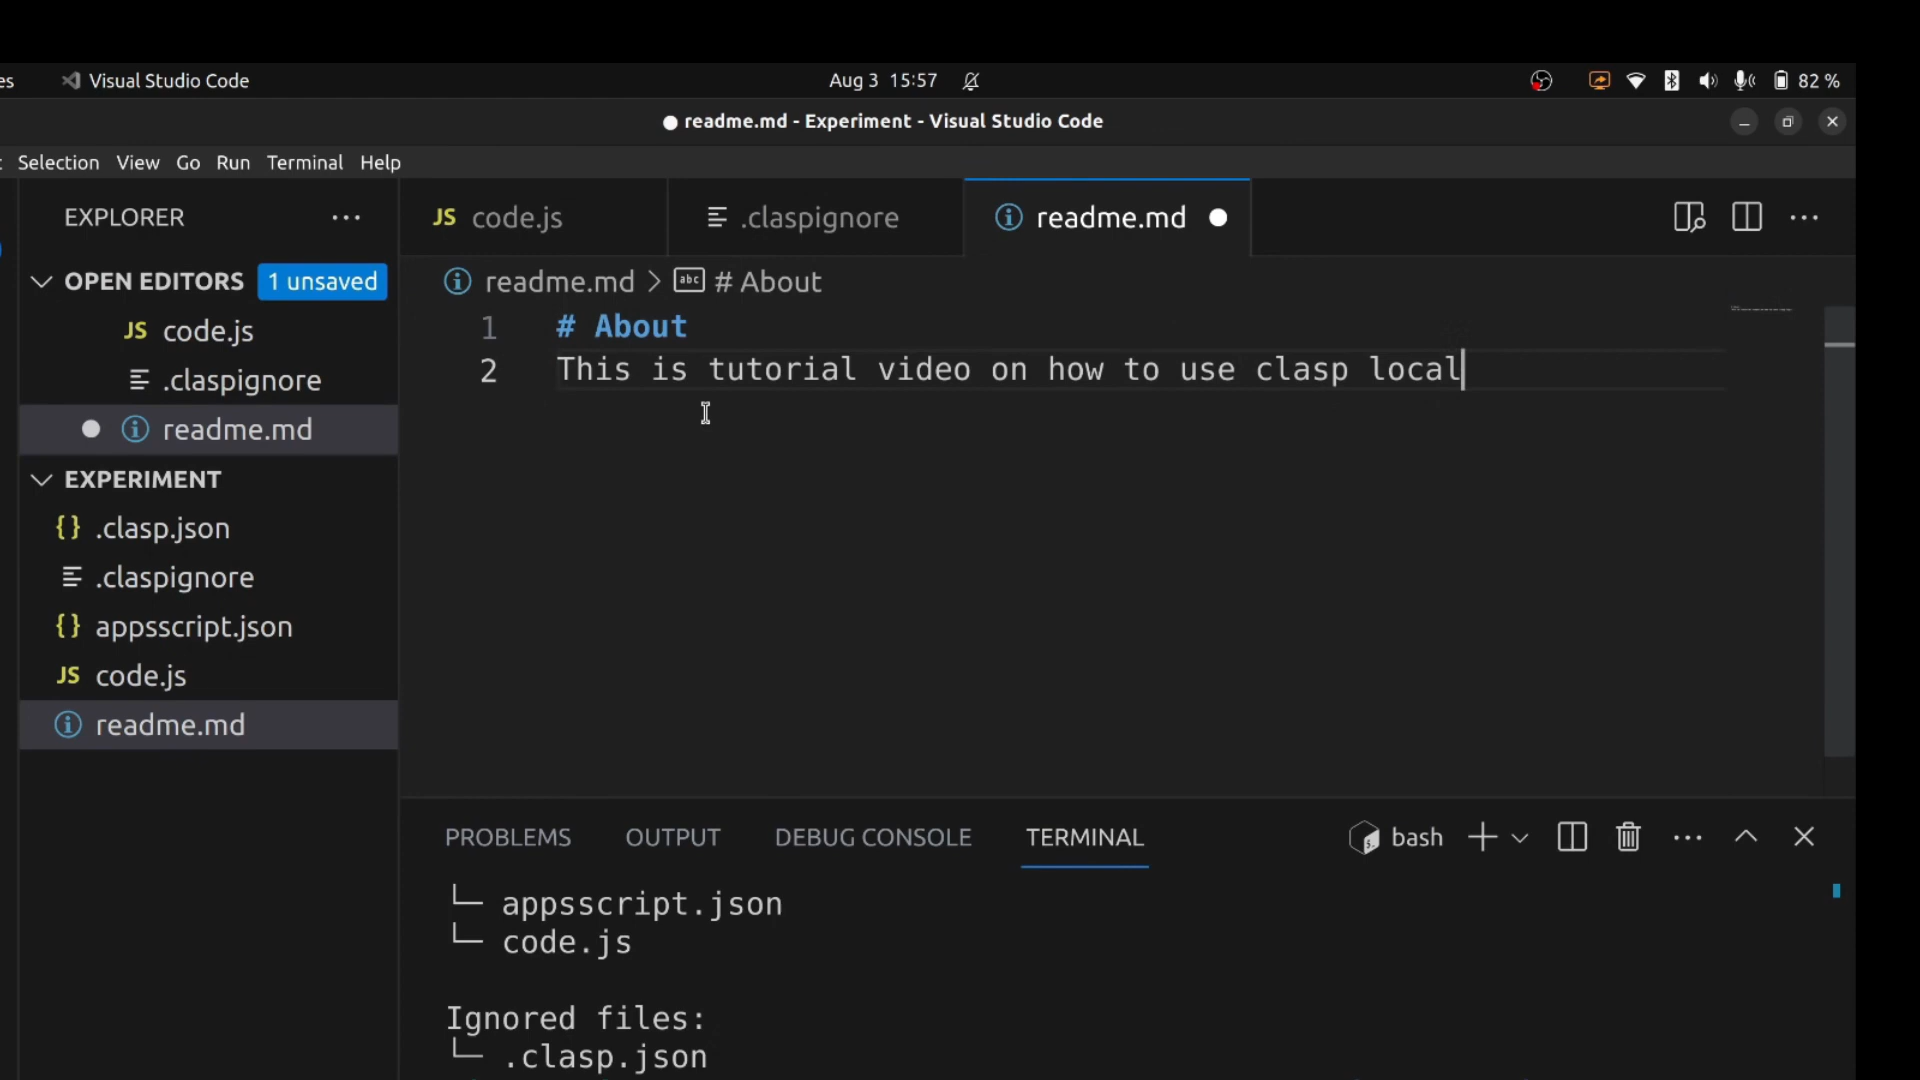 es Visual Studio Code Aug 3 15:57 82 %
readme.md - Experiment - Visual Studio Code
Selection View Go Run Terminal Help
EXPLORER
JS code.js .claspignore readme.md
OPEN EDITORS 1 unsaved
readme.md > abc # About
JS code.js
1 # About
.claspignore
2 This is tutorial video on how to use clasp local
readme.md
EXPERIMENT
{} .clasp.json
.claspignore
{} appsscript.json
JS code.js
readme.md
PROBLEMS OUTPUT DEBUG CONSOLE TERMINAL bash
└─ appsscript.json
└─ code.js
Ignored files:
└─ .clasp.json